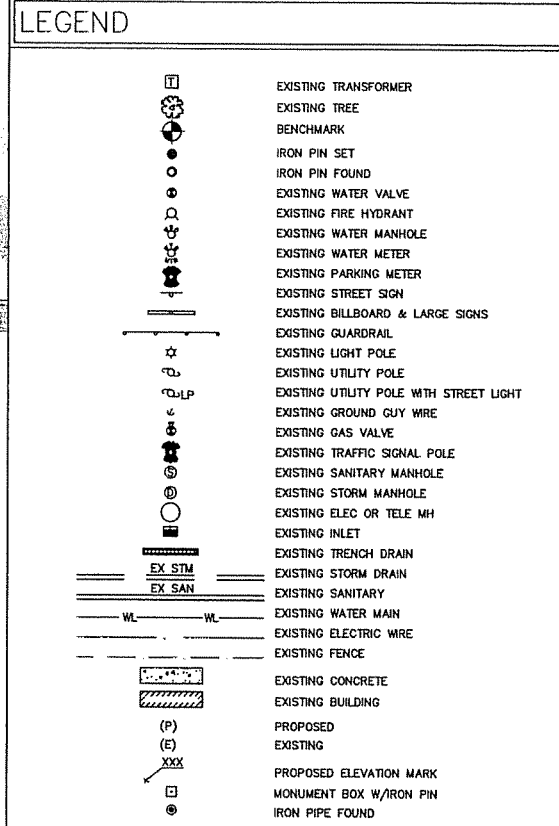 LEGEND
T EXISTING TRANSFORMER
EXISTING TREE
BENCHMARK
IRON PIN SET
IRON PIN FOUND
EXISTING WATER VALVE
EXISTING FIRE HYDRANT
EXISTING WATER MANHOLE
MTR EXISTING WATER METER
EXISTING PARKING METER
EXISTING STREET SIGN
EXISTING BILLBOARD & LARGE SIGNS
EXISTING GUARDRAIL
EXISTING LIGHT POLE
EXISTING UTILITY POLE
LP EXISTING UTILITY POLE WITH STREET LIGHT
EXISTING GROUND GUY WIRE
EXISTING GAS VALVE
EXISTING TRAFFIC SIGNAL POLE
S EXISTING SANITARY MANHOLE
D EXISTING STORM MANHOLE
EXISTING ELEC OR TELE MH
EXISTING INLET
EXISTING TRENCH DRAIN
EX STM EXISTING STORM DRAIN
EX SAN EXISTING SANITARY
WL WL EXISTING WATER MAIN
EXISTING ELECTRIC WIRE
EXISTING FENCE
EXISTING CONCRETE
EXISTING BUILDING
(P) PROPOSED
(E) EXISTING
XXX PROPOSED ELEVATION MARK
MONUMENT BOX W/IRON PIN
IRON PIPE FOUND